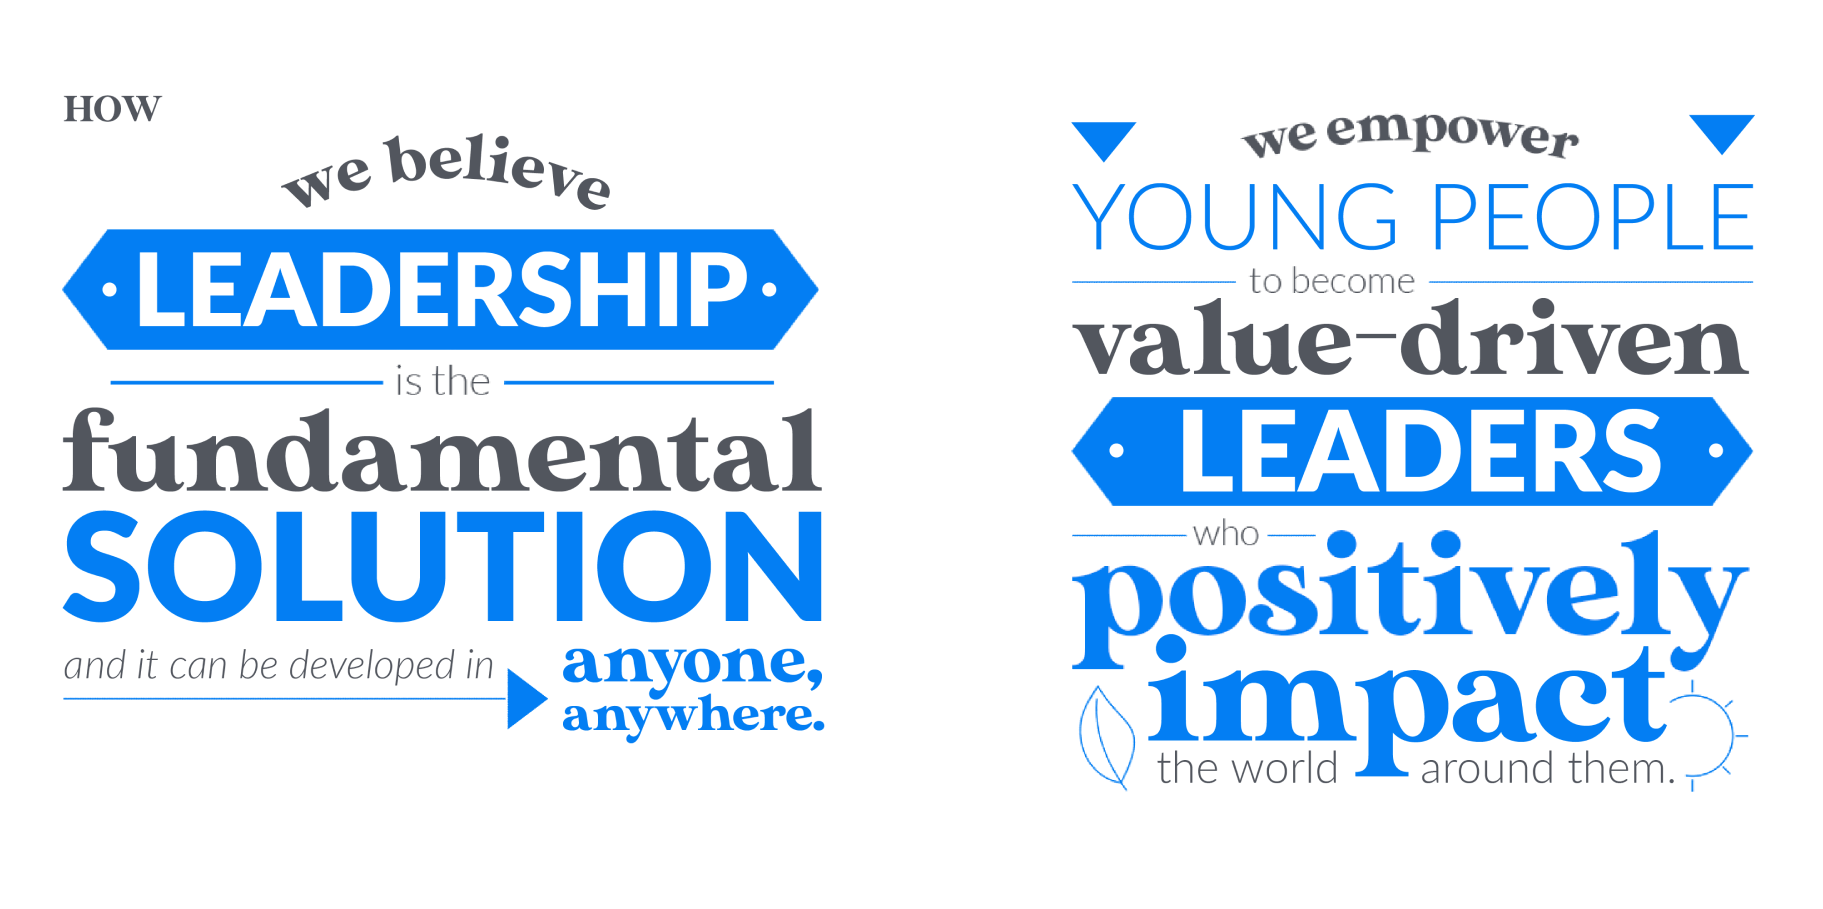 HOW
we believe
LEADERSHIP
is the
fundamental
SOLUTION
and it can be developed in
anyone,
anywhere.
we empower
YOUNG PEOPLE
to become
value-driven
LEADERS
who
positively
impact
the world around them.